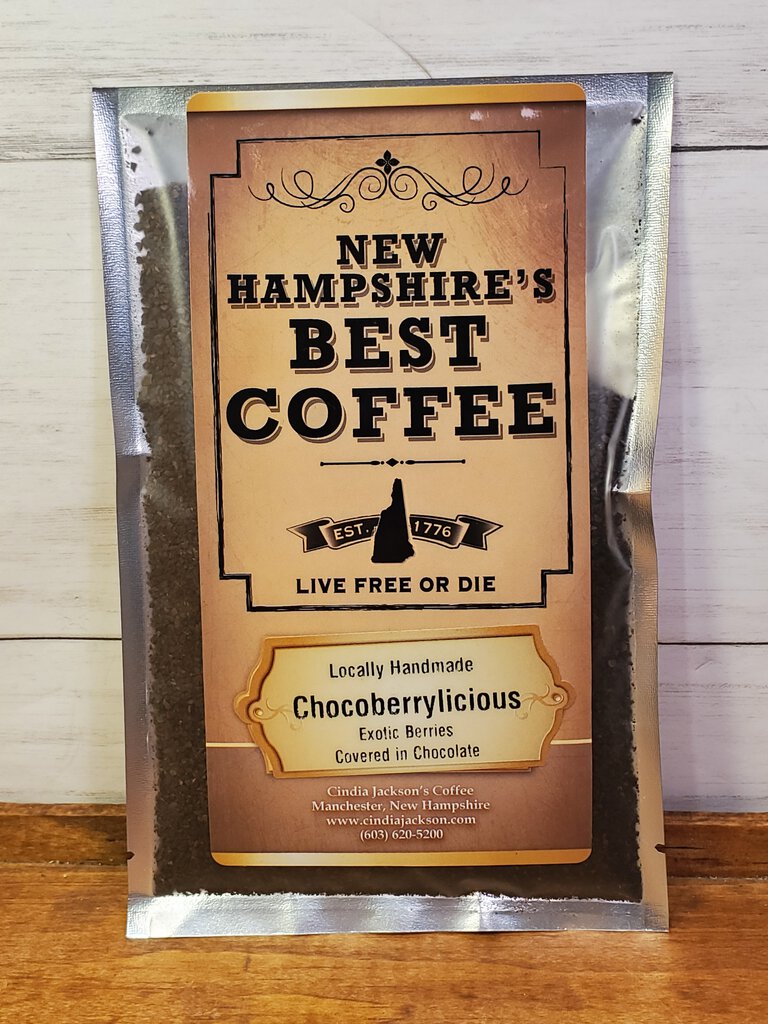 NEW
HAMPSHIRE'S
BEST
COFFEE
EST. 1776
LIVE FREE OR DIE
Locally Handmade
Chocoberrylicious
Exotic Berries
Covered in Chocolate
Cindia Jackson's Coffee
Manchester, New Hampshire
www.cindiajackson.com
(603) 620-5200